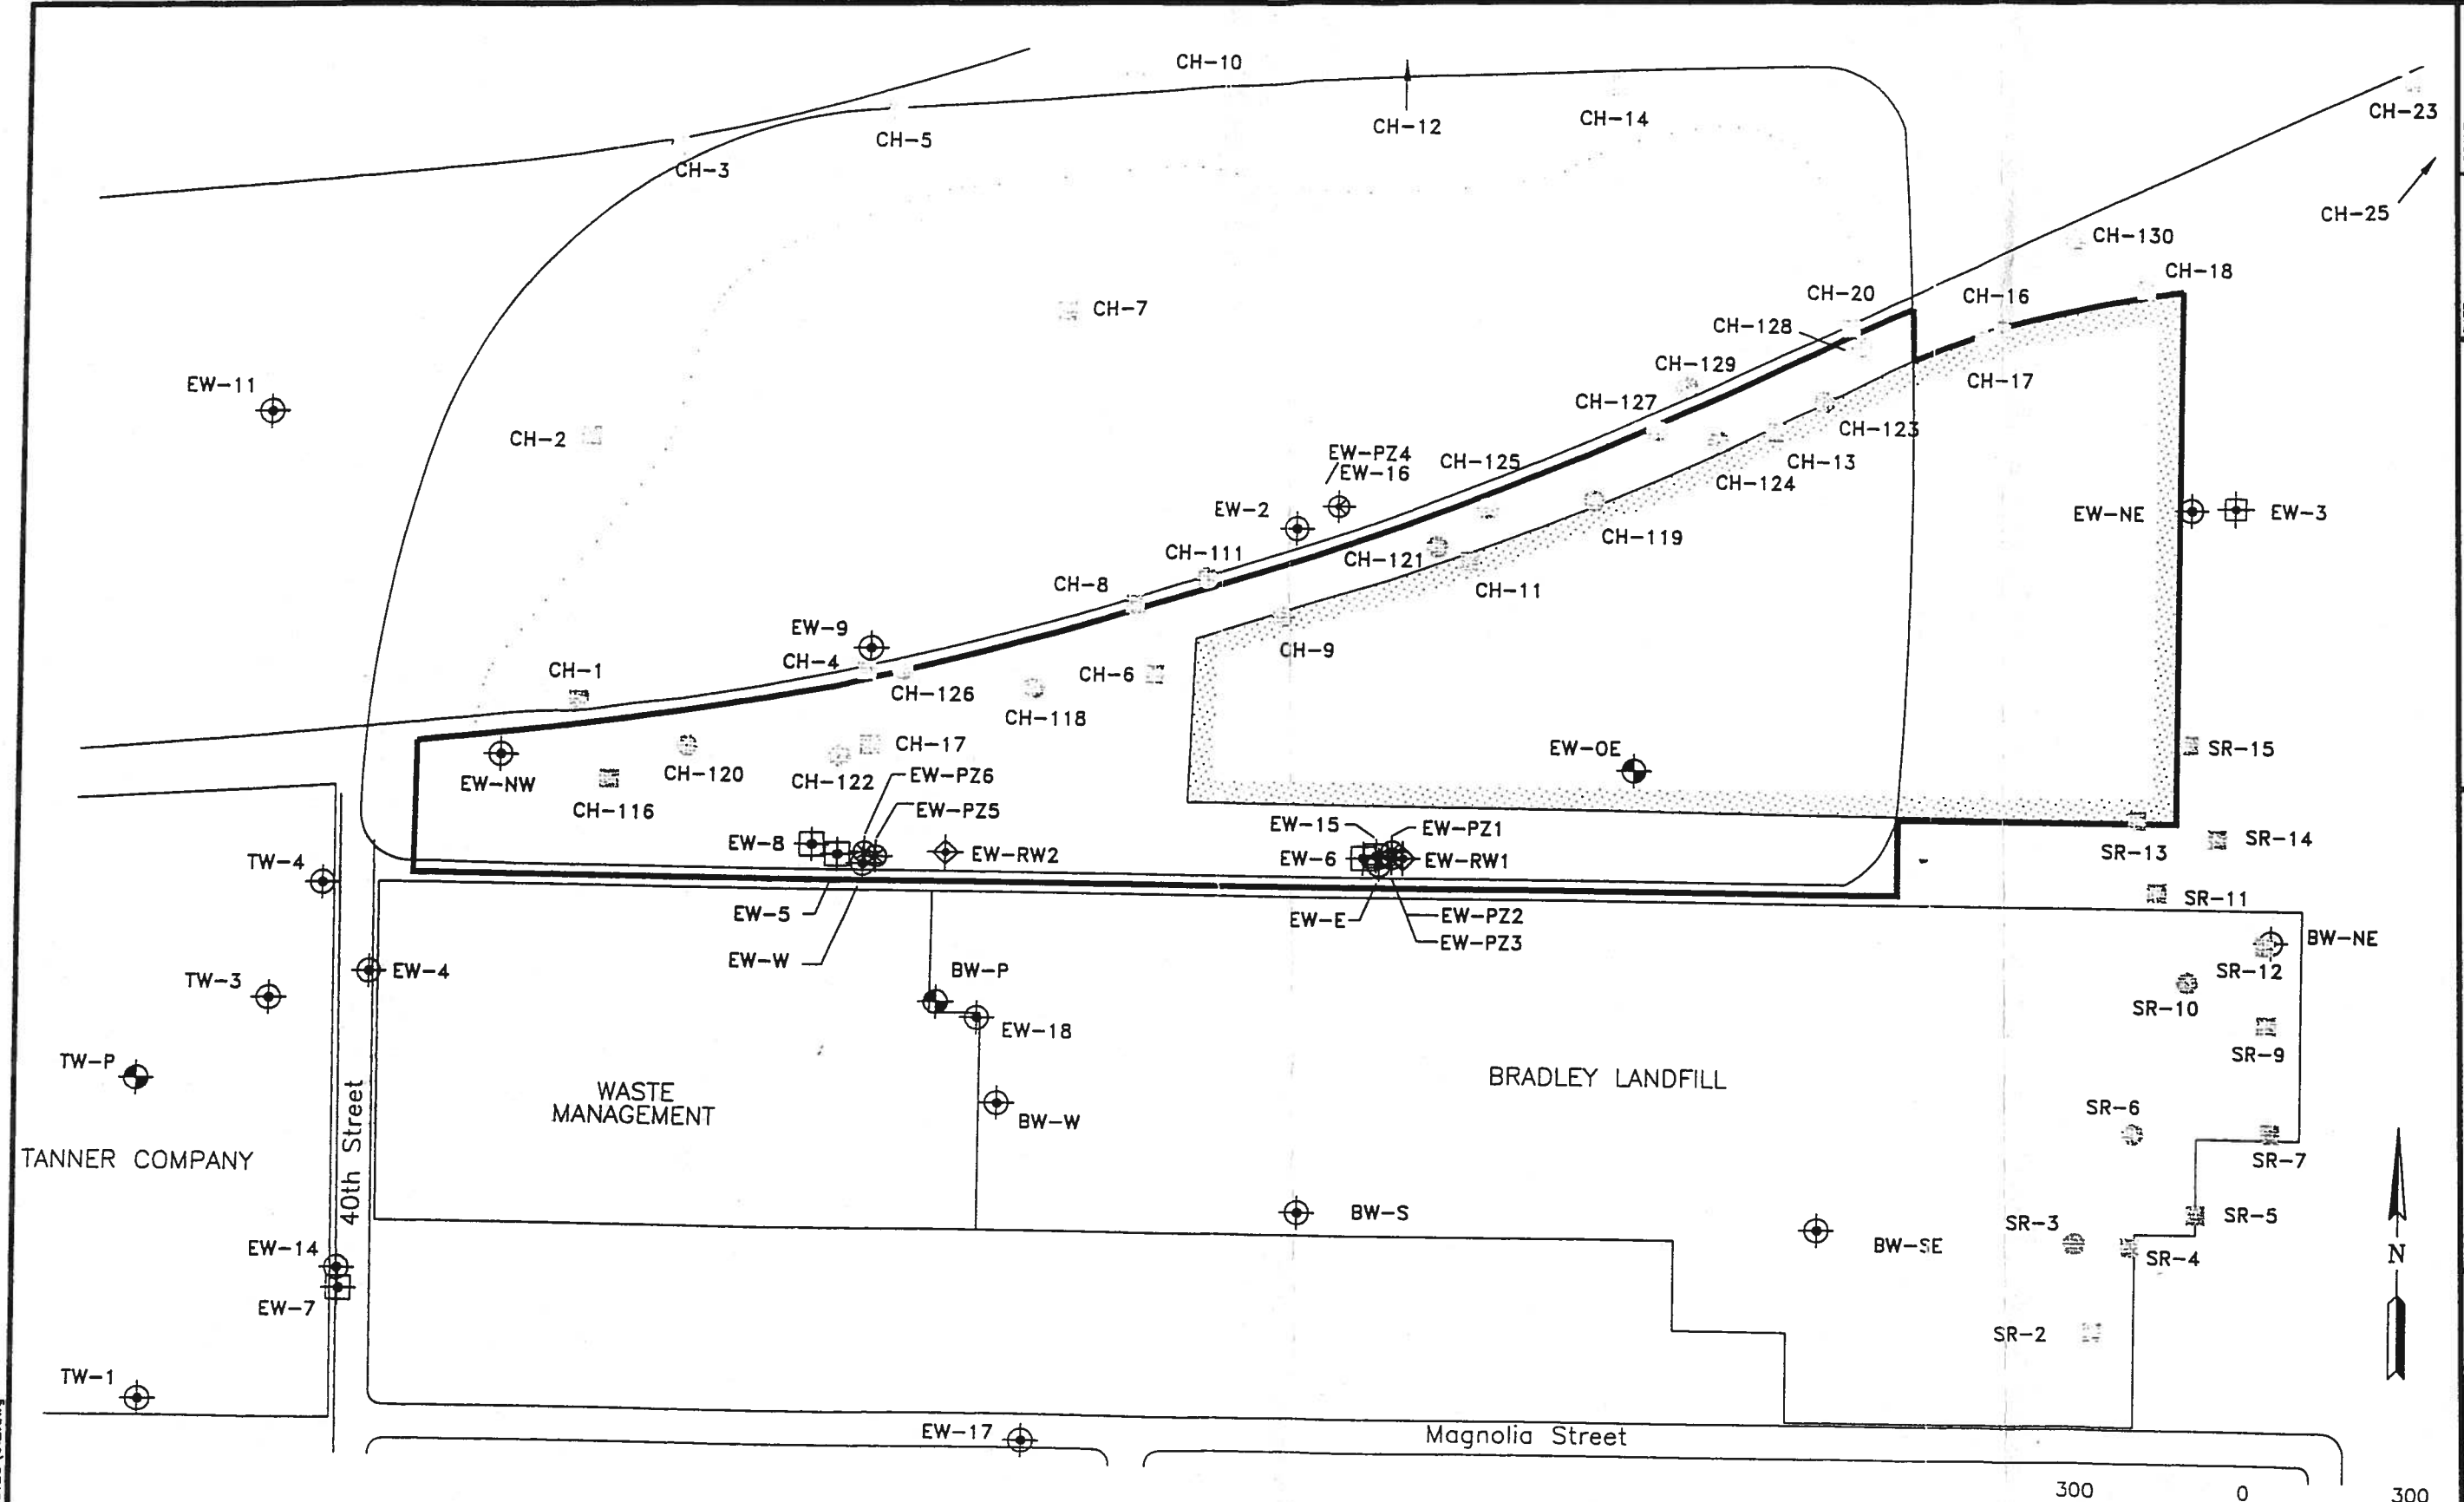 CH-10
CH-12
CH-14
CH-23
CH-5
CH-3
CH-25
CH-130
CH-18
CH-7
CH-20
CH-16
CH-128
CH-129
CH-17
EW-11
CH-127
CH-2
CH-123
EW-PZ4
EW-16
CH-125
CH-13
CH-124
EW-2
EW-NE
EW-3
CH-119
CH-111
CH-121
CH-8
CH-11
EW-9
CH-9
CH-4
CH-1
CH-6
CH-126
CH-118
CH-17
EW-OE
SR-15
EW-NW
CH-120
CH-122
EW-PZ6
CH-116
EW-PZ5
EW-15
EW-PZ1
EW-8
EW-RW2
EW-6
EW-RW1
SR-14
SR-13
TW-4
SR-11
EW-5
EW-E
EW-PZ2
EW-PZ3
BW-NE
EW-W
BW-P
SR-12
TW-3
EW-4
SR-10
EW-18
SR-9
TW-P
WASTE
MANAGEMENT
BRADLEY LANDFILL
BW-W
SR-6
40th Street
TANNER COMPANY
SR-7
BW-S
SR-5
SR-3
BW-SE
EW-14
SR-4
N
EW-7
SR-2
TW-1
EW-17
Magnolia Street
300
0
300